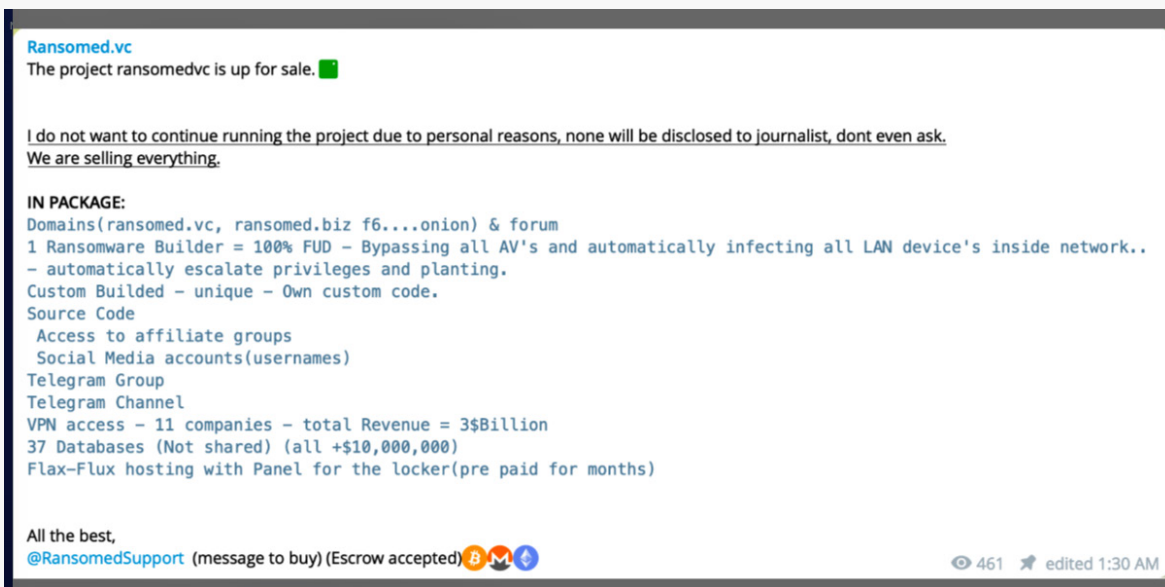 Ransomed.vc
The project ransomedvc is up for sale.
I do not want to continue running the project due to personal reasons, none will be disclosed to journalist, dont even ask.
We are selling everything.
IN PACKAGE:
Domains(ransomed.vc, ransomed.biz f6....onion) & forum
1 Ransomware Builder = 100% FUD – Bypassing all AV's and automatically infecting all LAN device's inside network..
– automatically escalate privileges and planting.
Custom Builded – unique – Own custom code.
Source Code
Access to affiliate groups
Social Media accounts(usernames)
Telegram Group
Telegram Channel
VPN access – 11 companies – total Revenue = 3$Billion
37 Databases (Not shared) (all +$10,000,000)
Flax–Flux hosting with Panel for the locker(pre paid for months)
All the best,
@RansomedSupport (message to buy) (Escrow accepted)
461 edited 1:30 AM